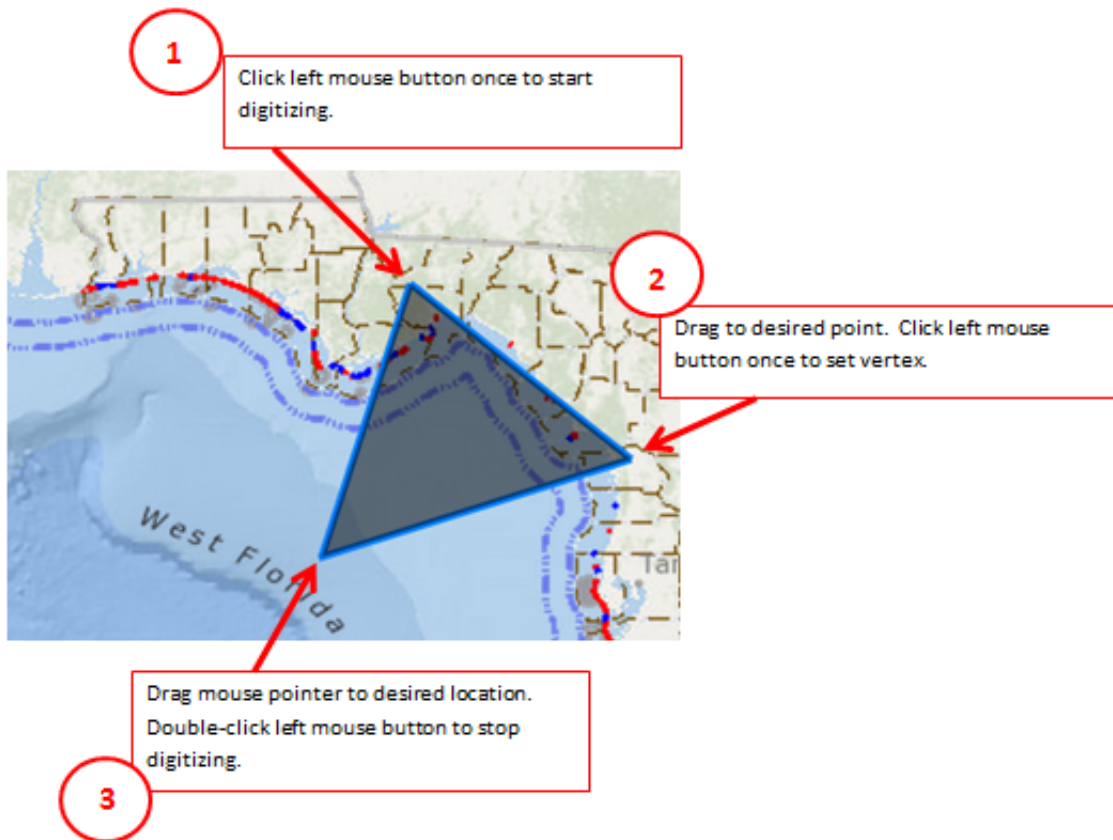 1
Click left mouse button once to start
digitizing.
2
Drag to desired point. Click left mouse
button once to set vertex.
West Florida
Tam
3
Drag mouse pointer to desired location.
Double-click left mouse button to stop
digitizing.